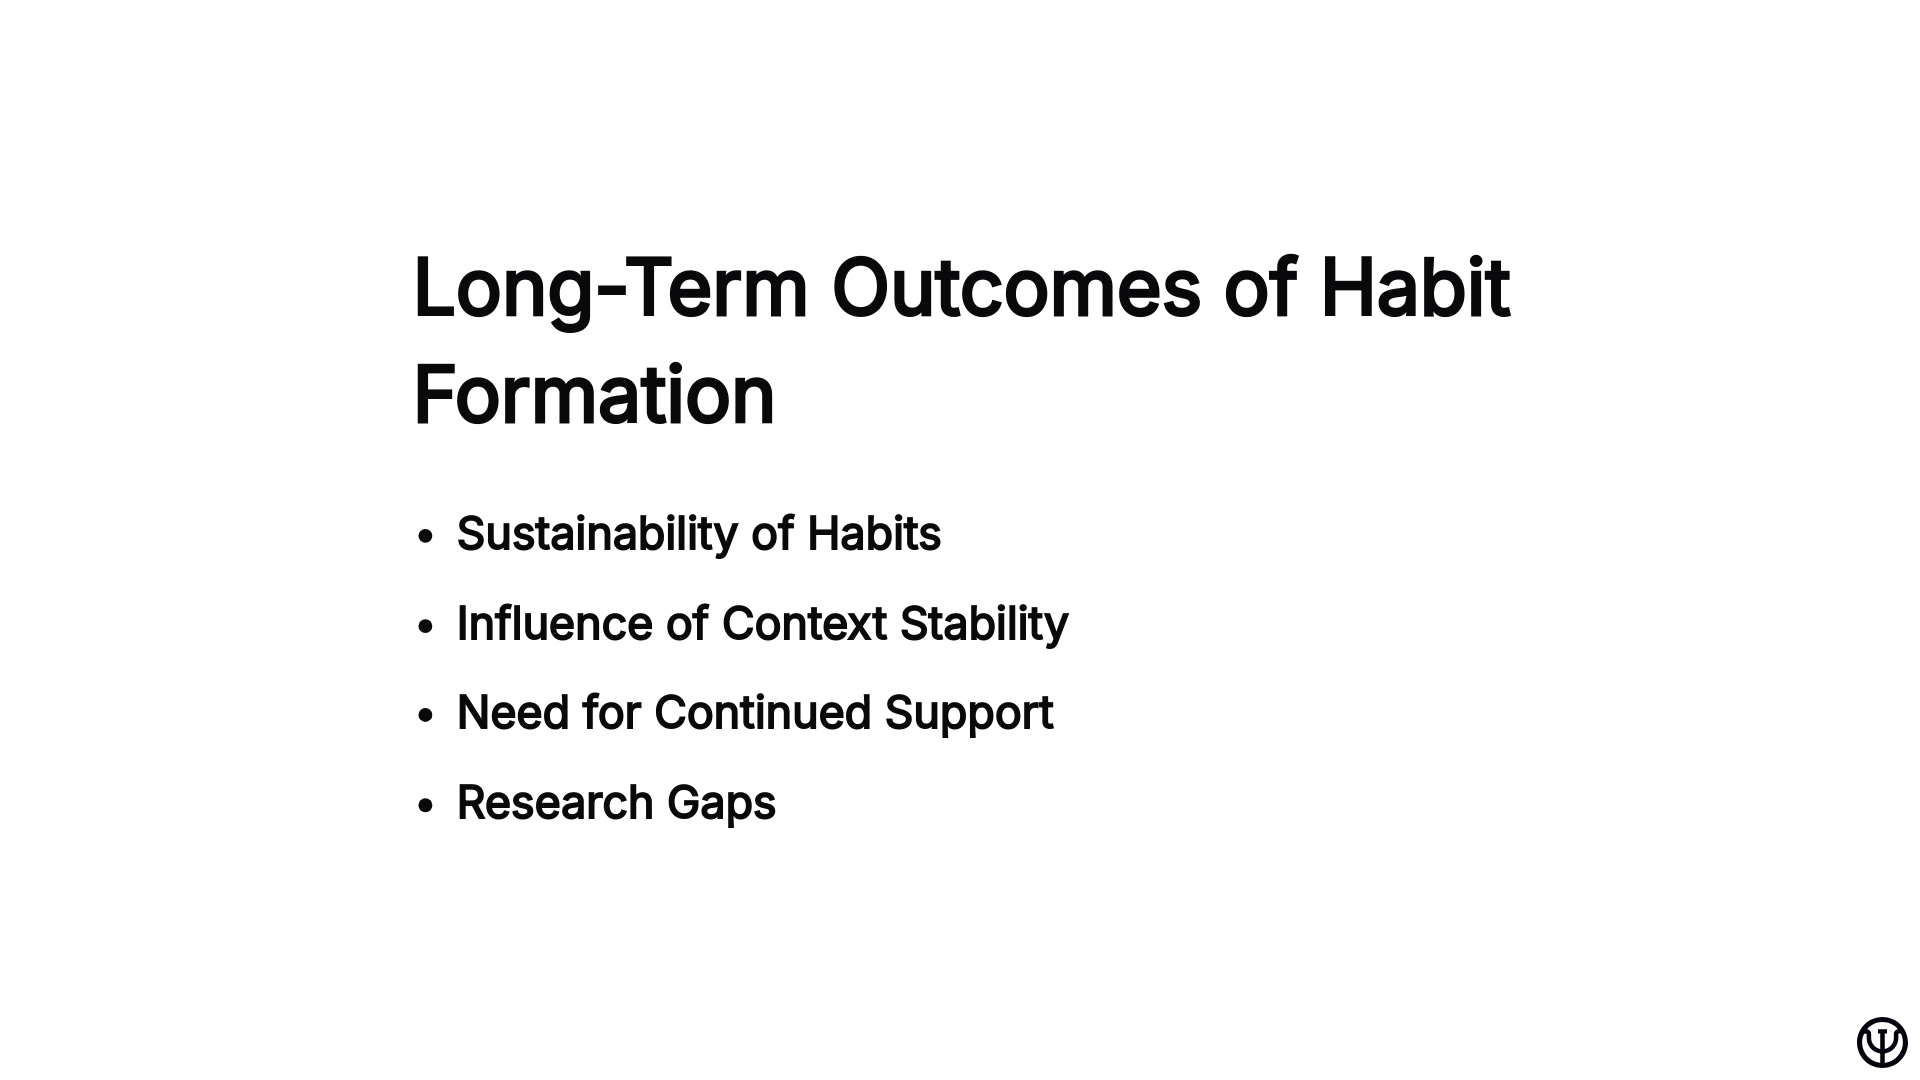 Long-Term Outcomes of Habit
Formation
• Sustainability of Habits
• Influence of Context Stability
• Need for Continued Support
• Research Gaps